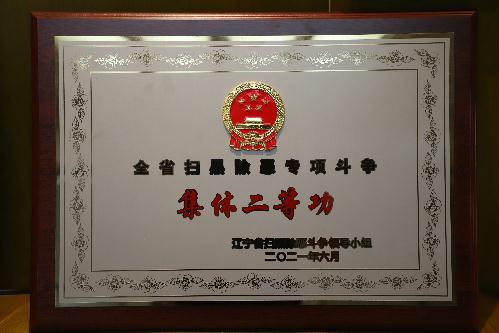 全省扫黑除恶专项斗争
集体二等功
辽宁省扫黑除恶斗争领导小组
二〇二一年六月